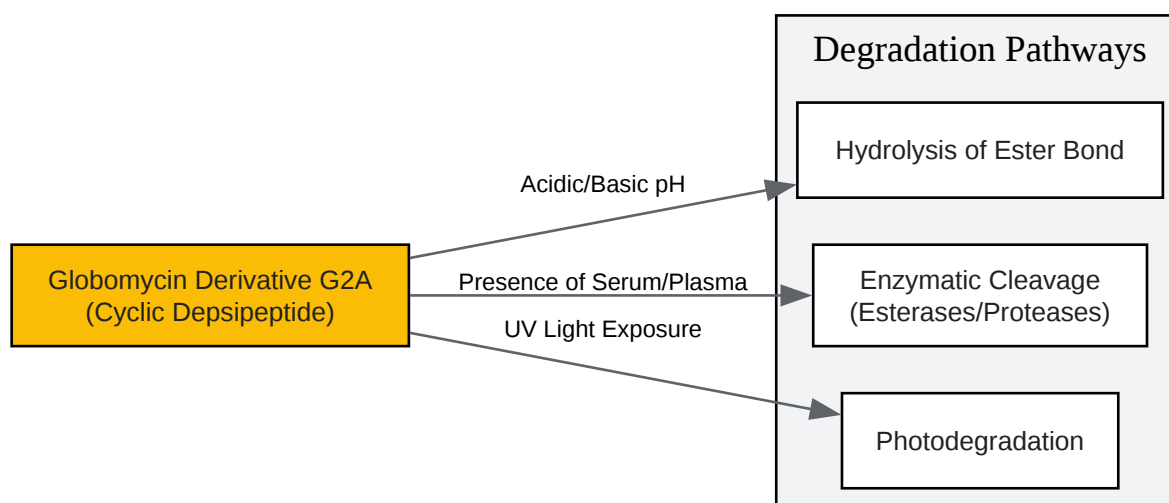 Degradation Pathways
Hydrolysis of Ester Bond
Acidic/Basic pH
Globomycin Derivative G2A
(Cyclic Depsipeptide)
Presence of Serum/Plasma
Enzymatic Cleavage
(Esterases/Proteases)
UV Light Exposure
Photodegradation